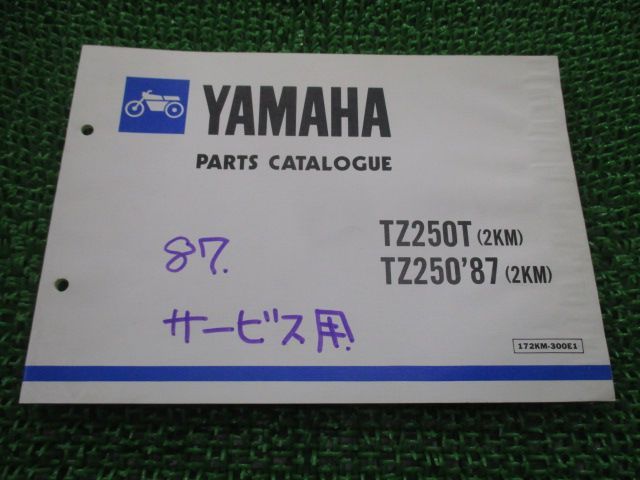 YAMAHA
PARTS CATALOGUE
TZ250T (2KM)
TZ250'87 (2KM)
87.
サービス用
172KM-300E1